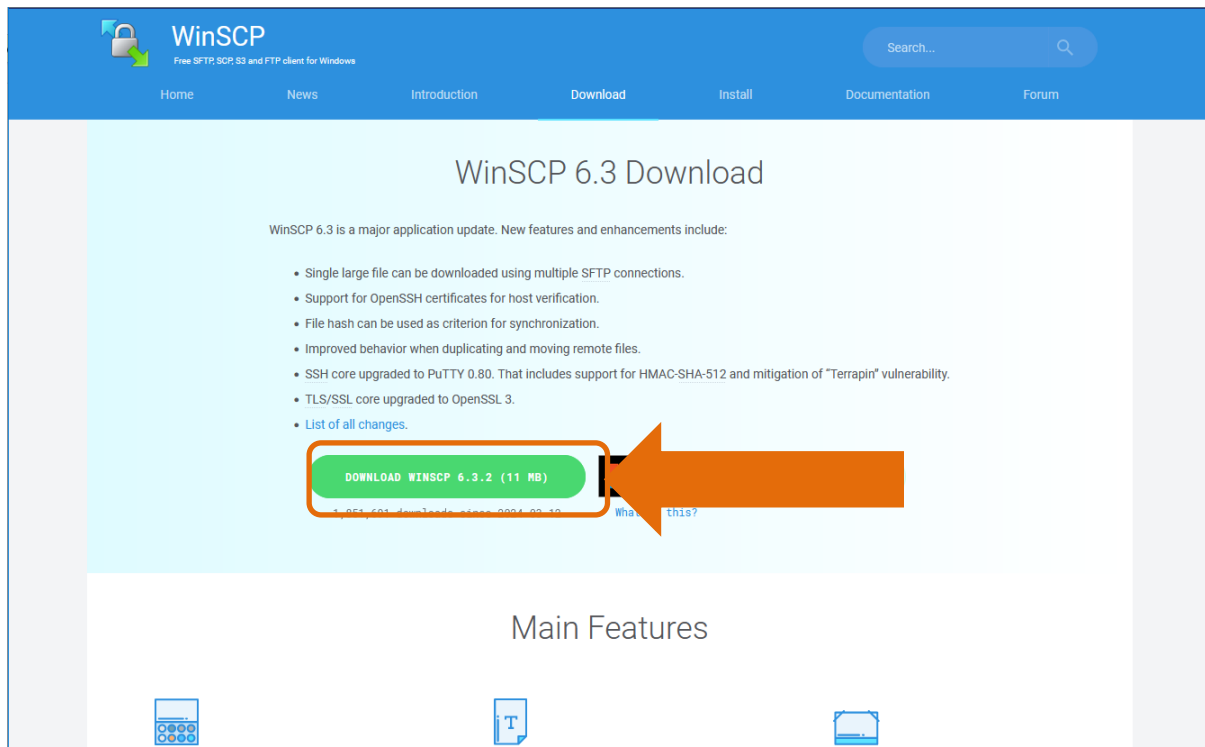 WinSCP
Free SFTP, SCP, S3 and FTP client for Windows
Search...
Home News Introduction Download Install Documentation Forum
WinSCP 6.3 Download
WinSCP 6.3 is a major application update. New features and enhancements include:
• Single large file can be downloaded using multiple SFTP connections.
• Support for OpenSSH certificates for host verification.
• File hash can be used as criterion for synchronization.
• Improved behavior when duplicating and moving remote files.
• SSH core upgraded to PuTTY 0.80. That includes support for HMAC-SHA-512 and mitigation of “Terrapin” vulnerability.
• TLS/SSL core upgraded to OpenSSL 3.
• List of all changes.
DOWNLOAD WINSCP 6.3.2 (11 MB)
downloads since this?
Main Features
T